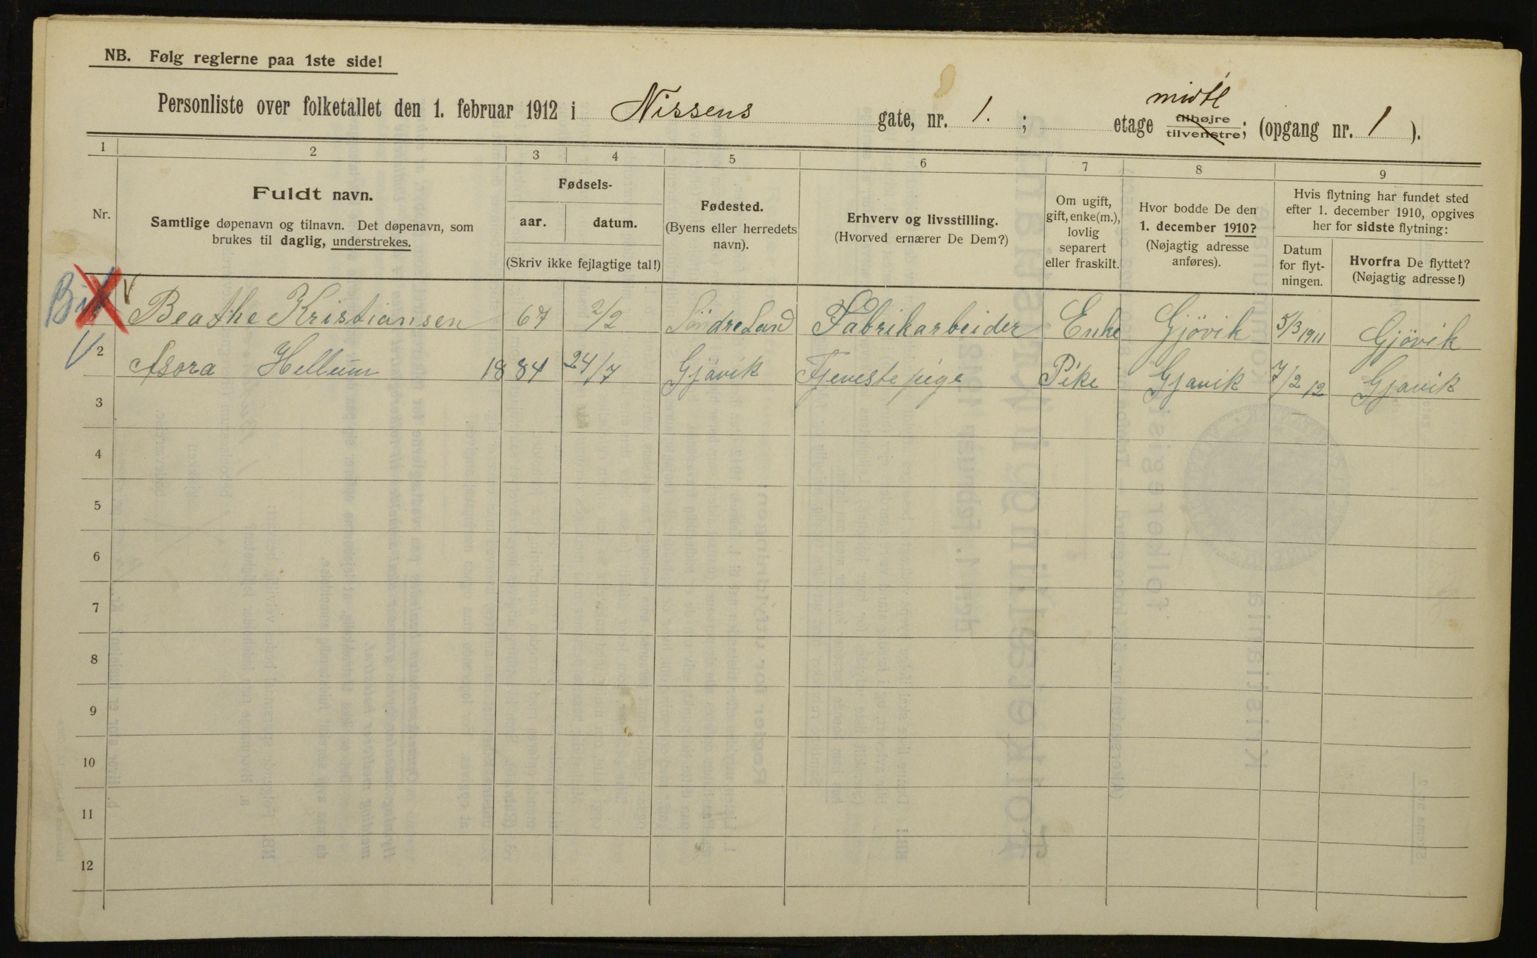 NB. Følg reglerne paa 1ste side!
Personliste over folketallet den 1. februar 1912 i Nissens gate, nr. 1. ; etage midtl tilhøjre tilvenstre; (opgang nr. 1 ).
1 2 3 4 5 6 7 8 9
Nr.
Fuldt navn.
Samtlige døpenavn og tilnavn. Det døpenavn, som
brukes til daglig, understrekes.
Fødsels-
aar. datum.
(Skriv ikke fejlagtige tal!)
Fødested.
(Byens eller herredets
navn).
Erhverv og livsstilling.
(Hvorved ernærer De Dem?)
Om ugift,
gift, enke(m.),
lovlig
separert
eller fraskilt.
Hvor bodde De den
1. december 1910?
(Nøjagtig adresse
anføres).
Hvis flytning har fundet sted
efter 1. december 1910, opgives
her for sidste flytning:
Datum
for flyt-
ningen.
Hvorfra De flyttet?
(Nøjagtig adresse!)
Beathe Kristiansen 67 2/2 Söndre Land Fabrikarbeider Enke Gjövik 5/3 1911 Gjövik
2 Asora Hellum 1884 24/7 Gjøvik Tjenestepige Pike Gjøvik 7/2 12 Gjøvik
3
4
5
6
7
8
9
10
11
12